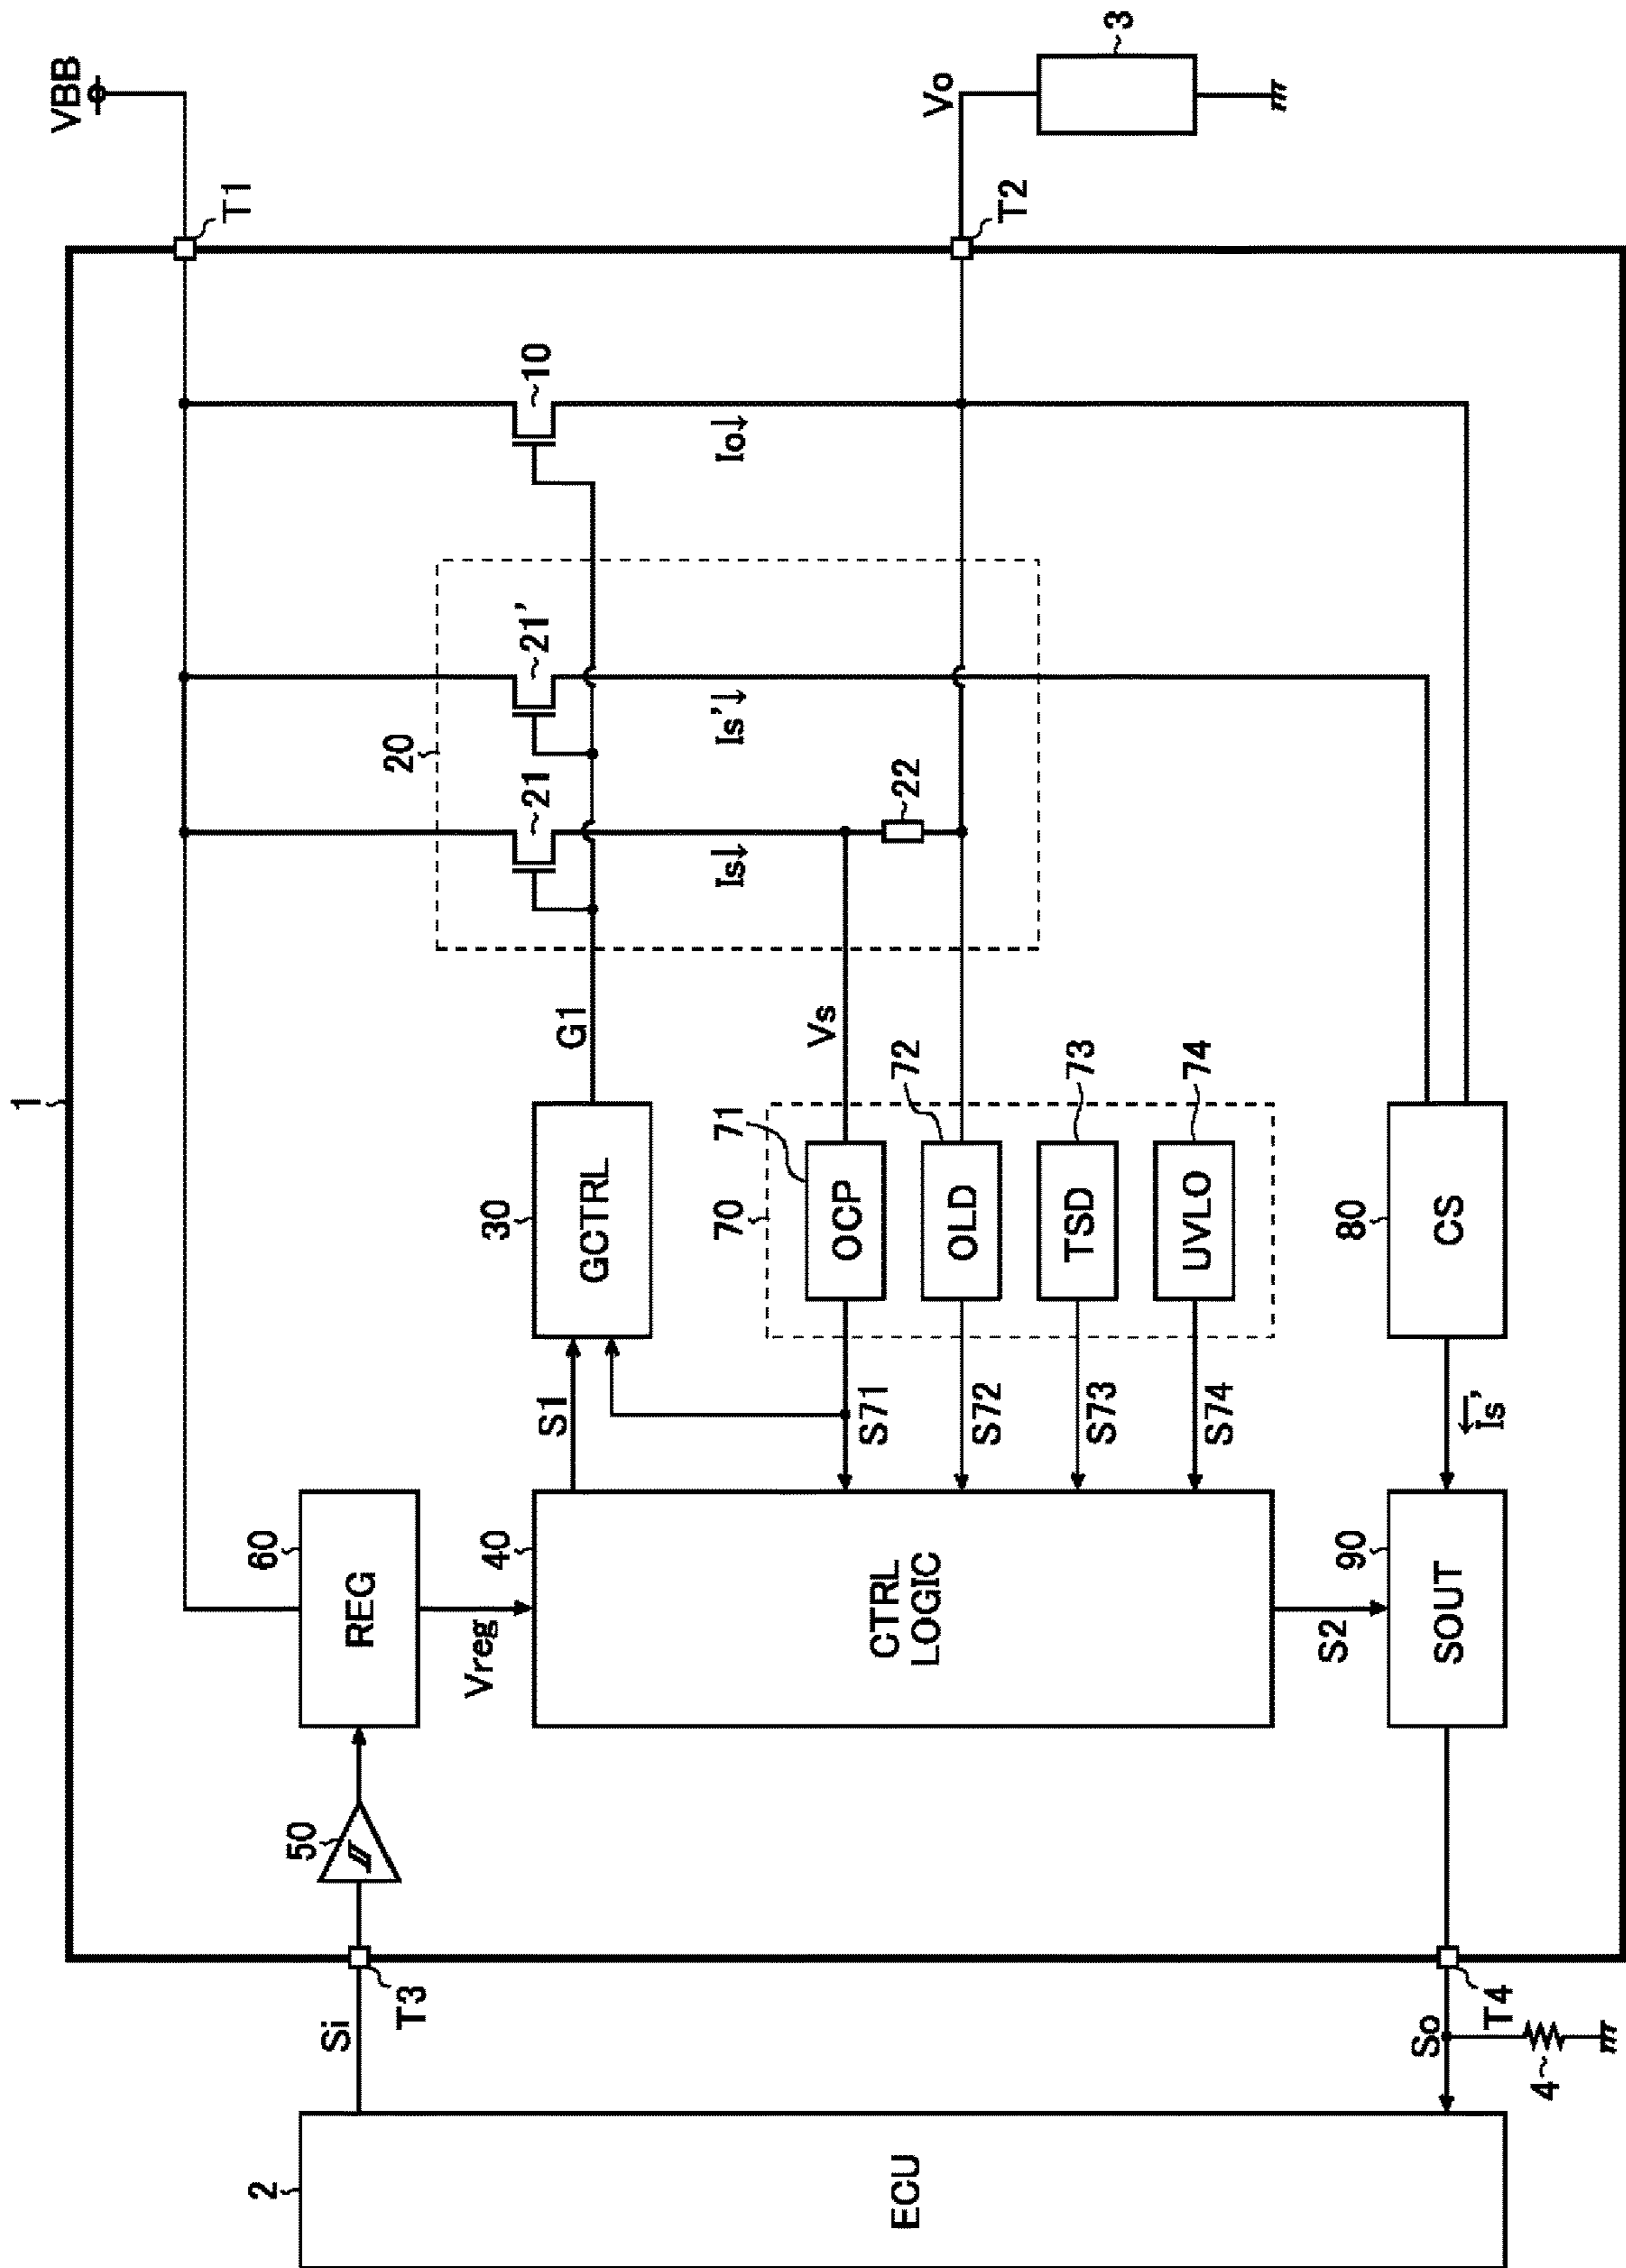 1
VBB
T1
60
REG
50
Vreg
Si
T3
2
ECU
40
CTRL
LOGIC
S1
30
GCTRL
G1
20
21
21'
10
Is
Is'
Io
22
Vs
70
71
OCP
72
OLD
73
TSD
74
UVLO
S71
S72
S73
S74
T2
Vo
3
S2
90
SOUT
Is'
80
CS
So
T4
4